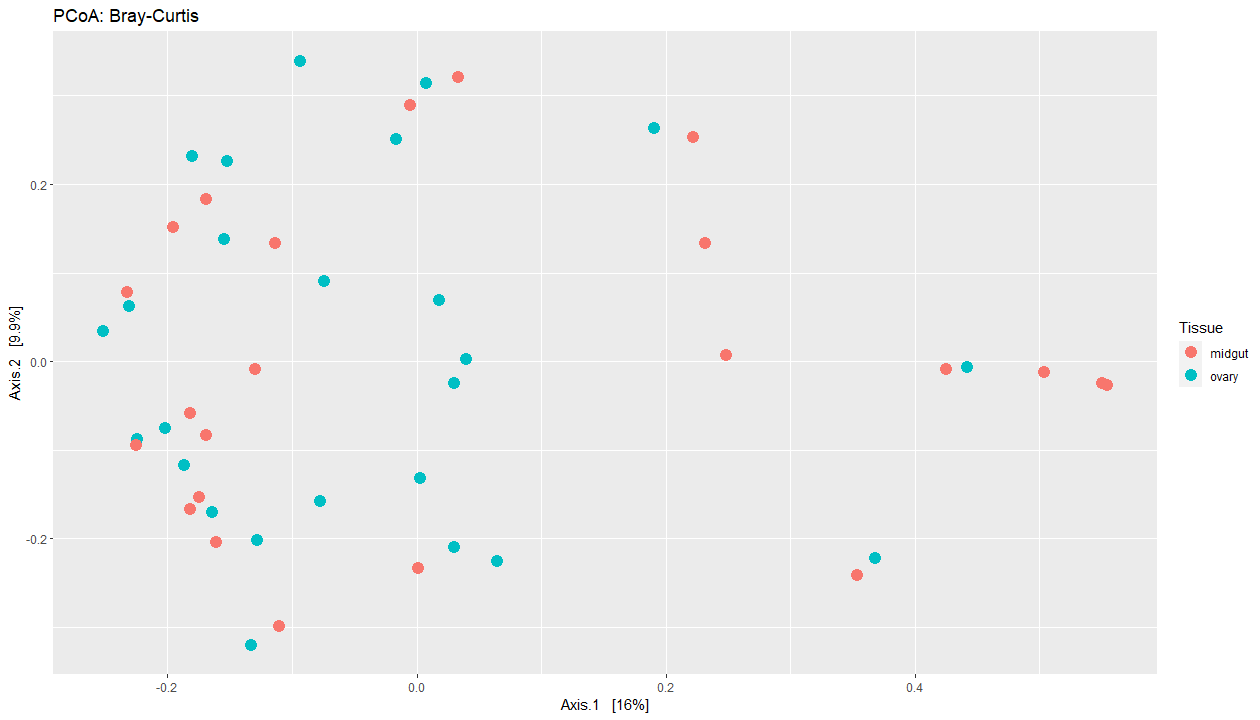 PCoA: Bray-Curtis
0.2
0.0
-0.2
Axis.2 [9.9%]
-0.2
0.0
0.2
0.4
Axis.1 [16%]
Tissue
midgut
ovary